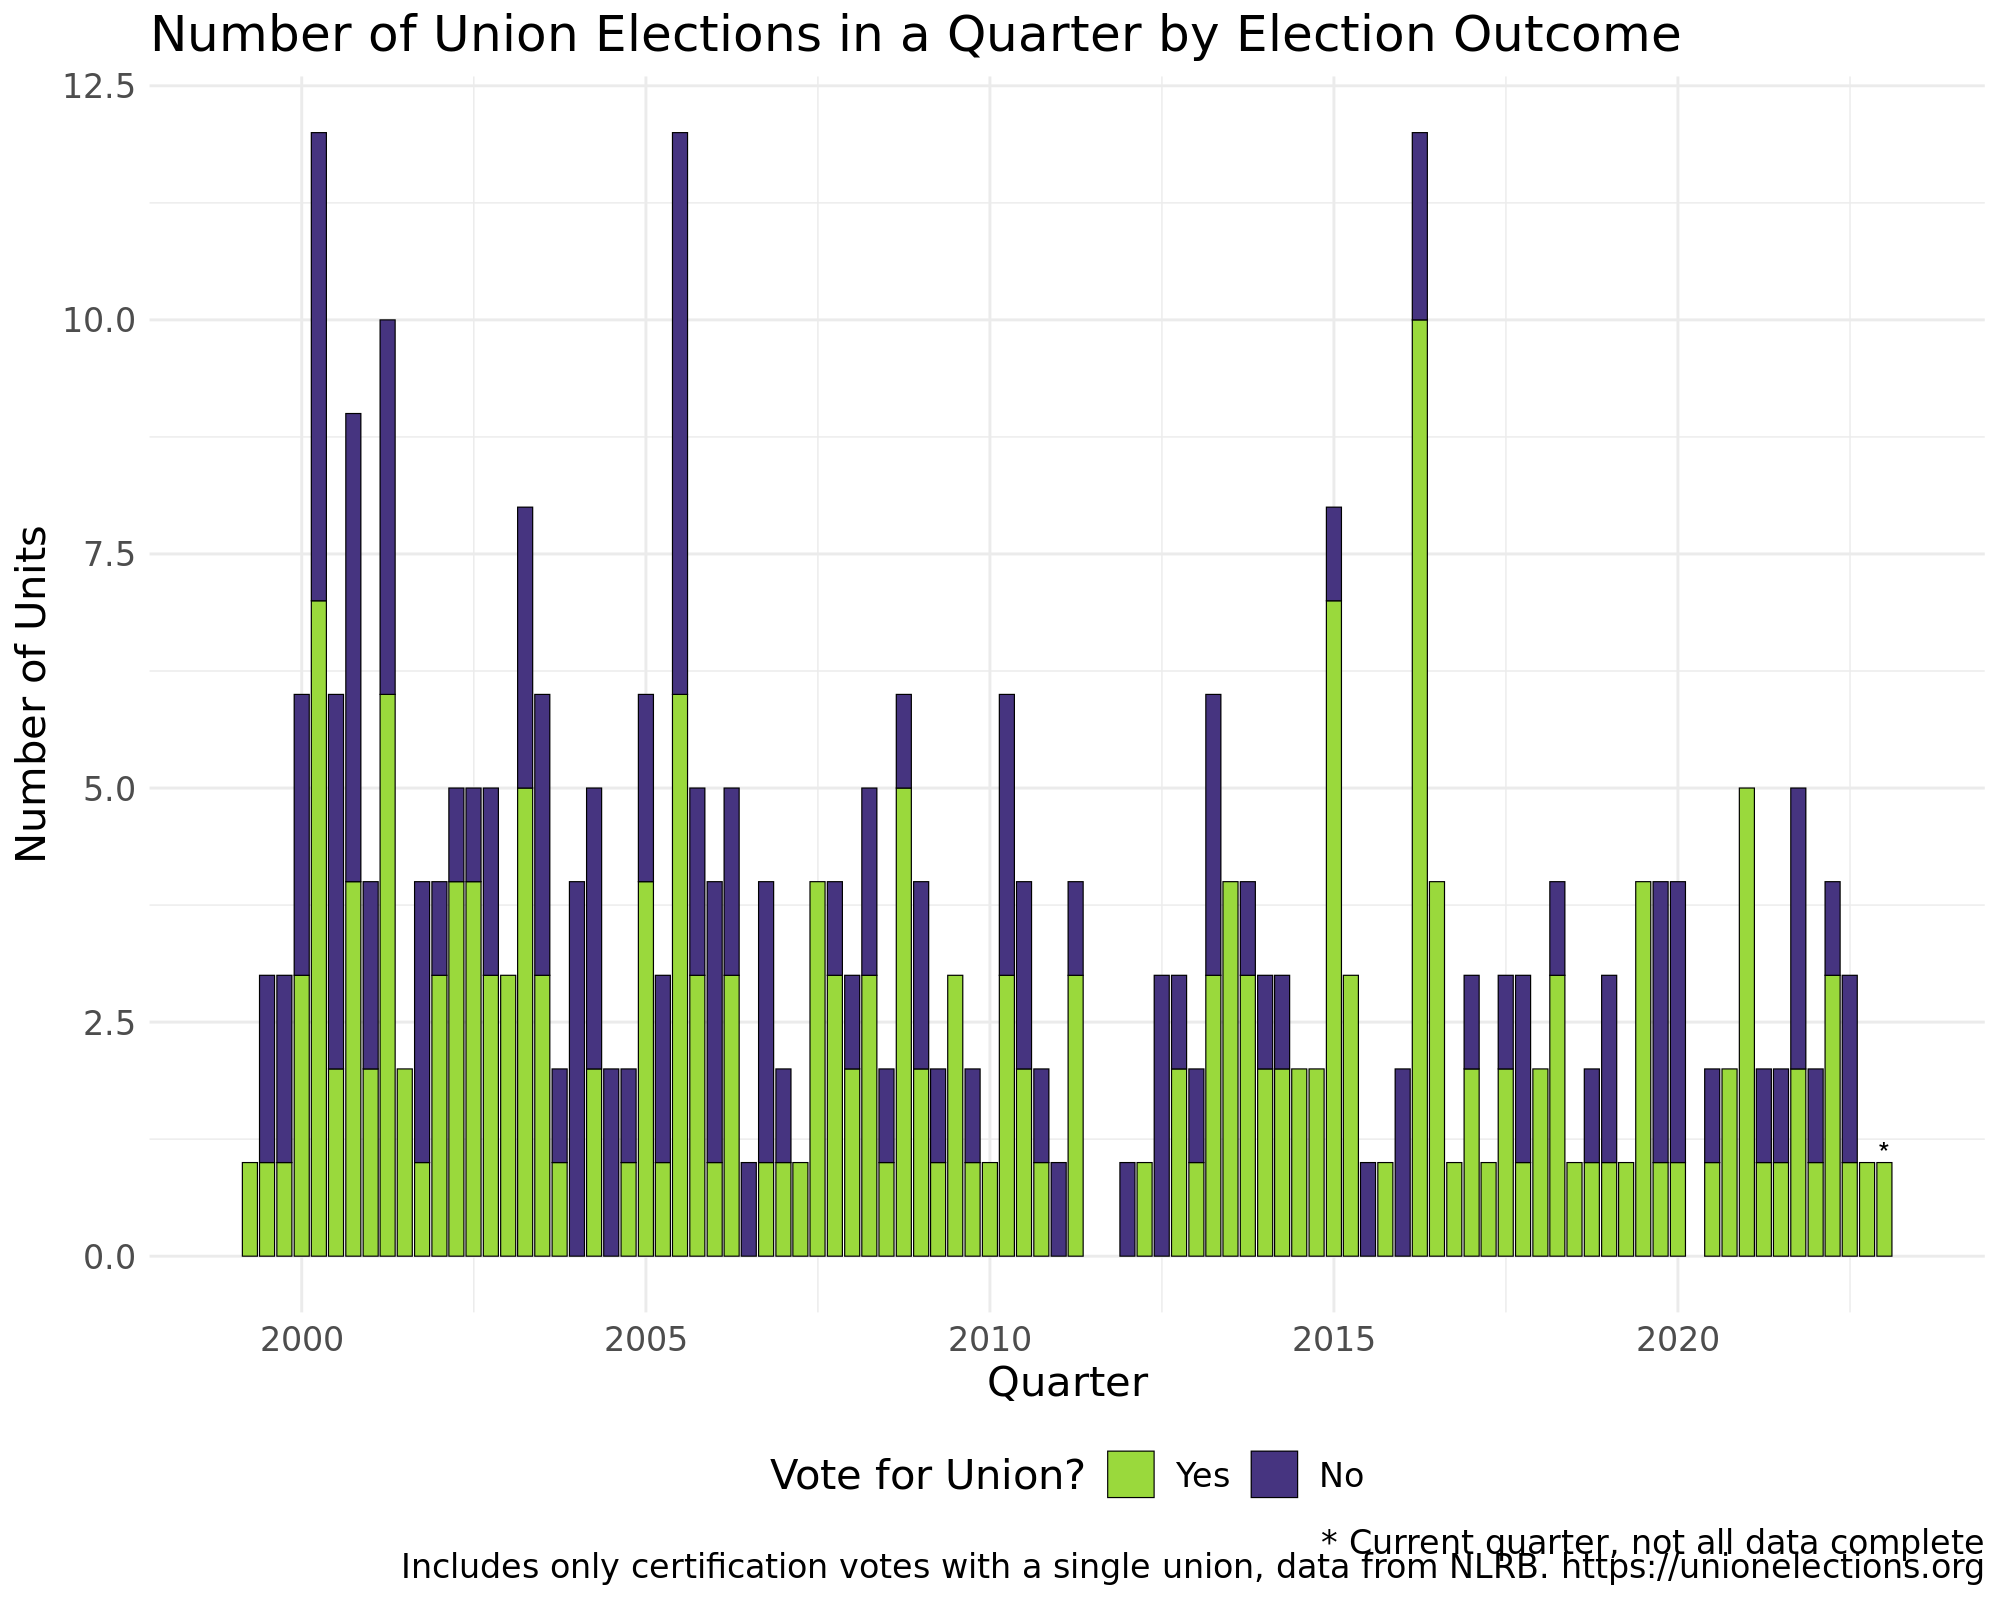 Number of Union Elections in a Quarter by Election Outcome
12.5
10.0
7.5
5.0
2.5
0.0
Number of Units
*
2000 2005 2010 2015 2020
Quarter
Vote for Union? Yes No
* Current quarter, not all data complete
Includes only certification votes with a single union, data from NLRB. https://unionelections.org